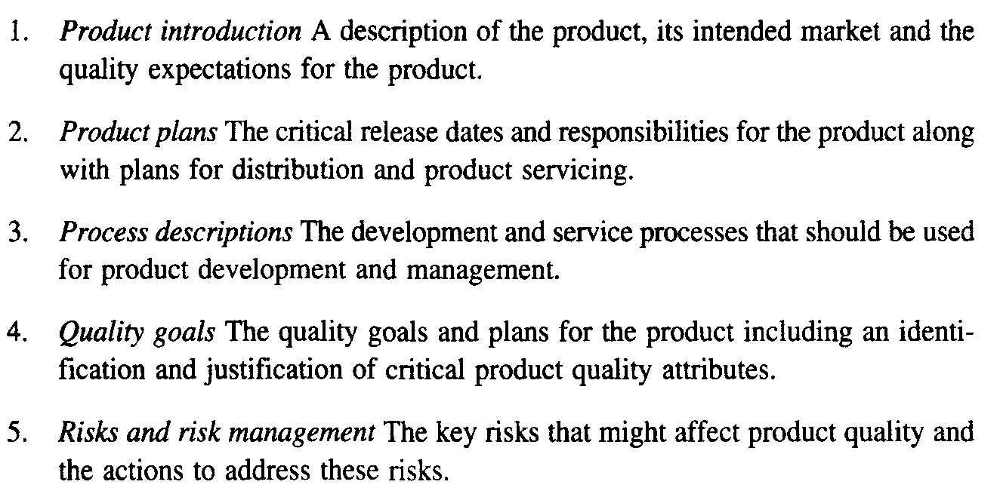 1. Product introduction A description of the product, its intended market and the
quality expectations for the product.
2. Product plans The critical release dates and responsibilities for the product along
with plans for distribution and product servicing.
3. Process descriptions The development and service processes that should be used
for product development and management.
4. Quality goals The quality goals and plans for the product including an identi-
fication and justification of critical product quality attributes.
5. Risks and risk management The key risks that might affect product quality and
the actions to address these risks.